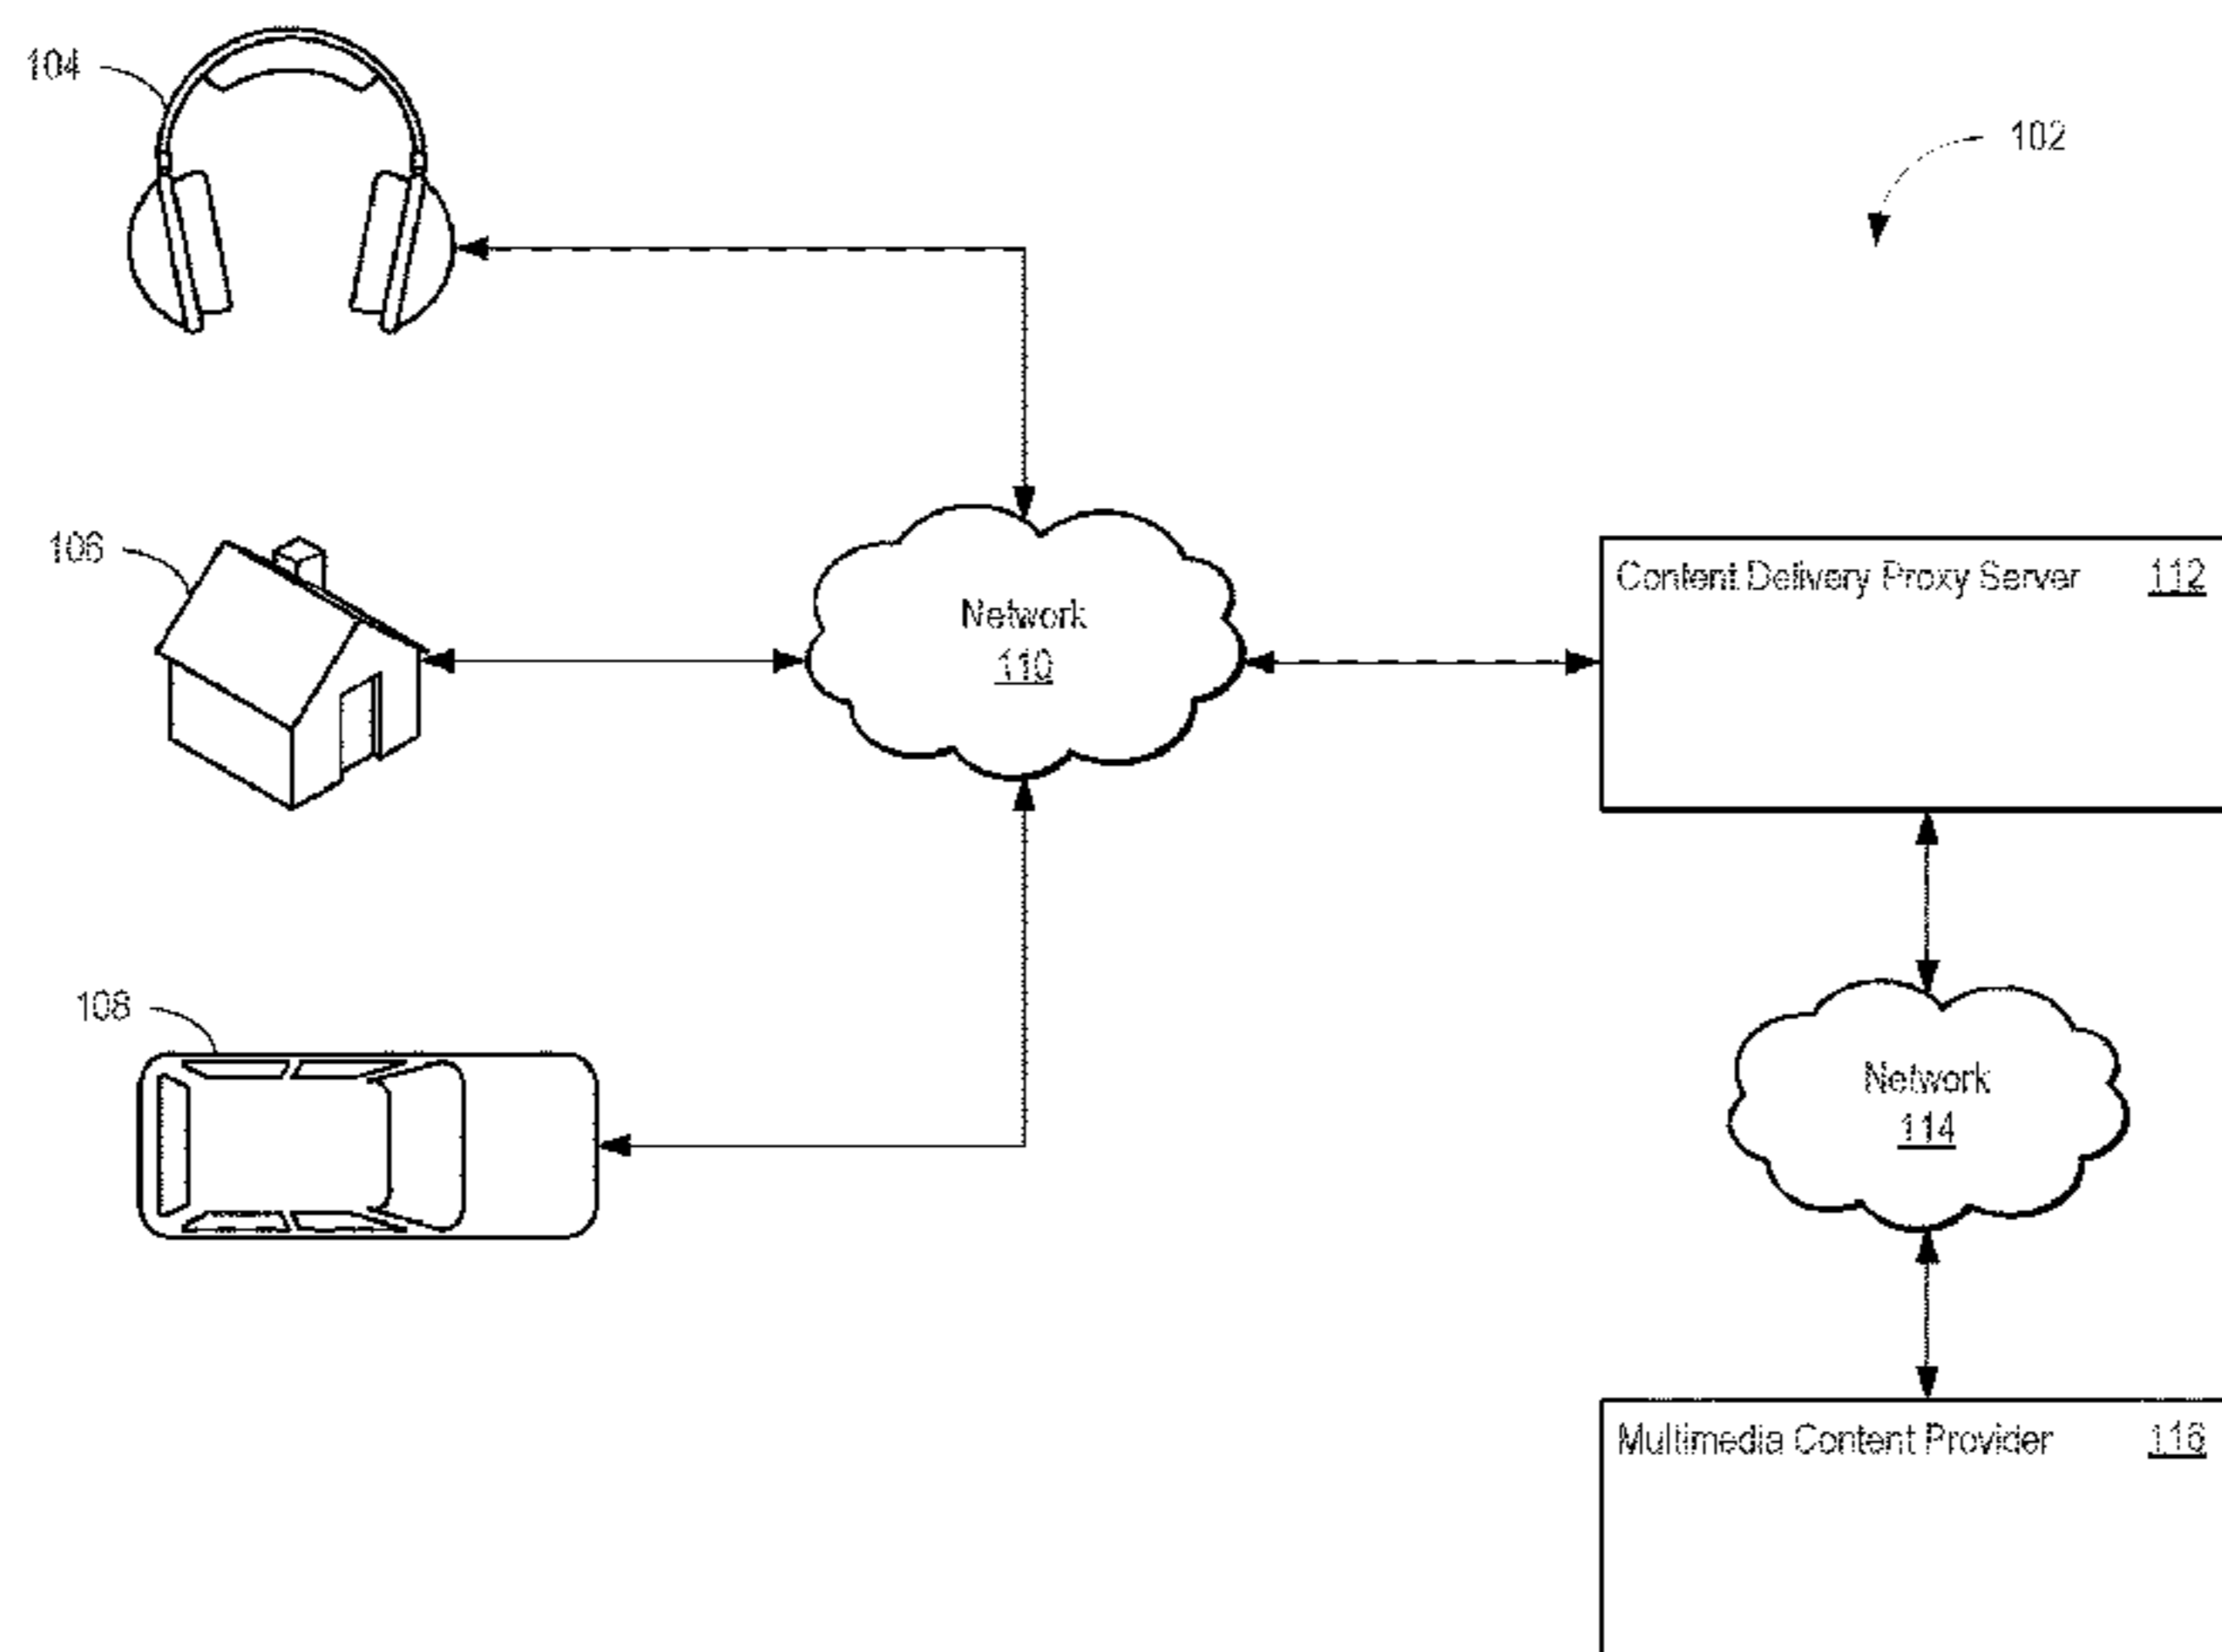 104
102
106
Network
110
Content Delivery Proxy Server 112
108
Network
114
Multimedia Content Provider 116